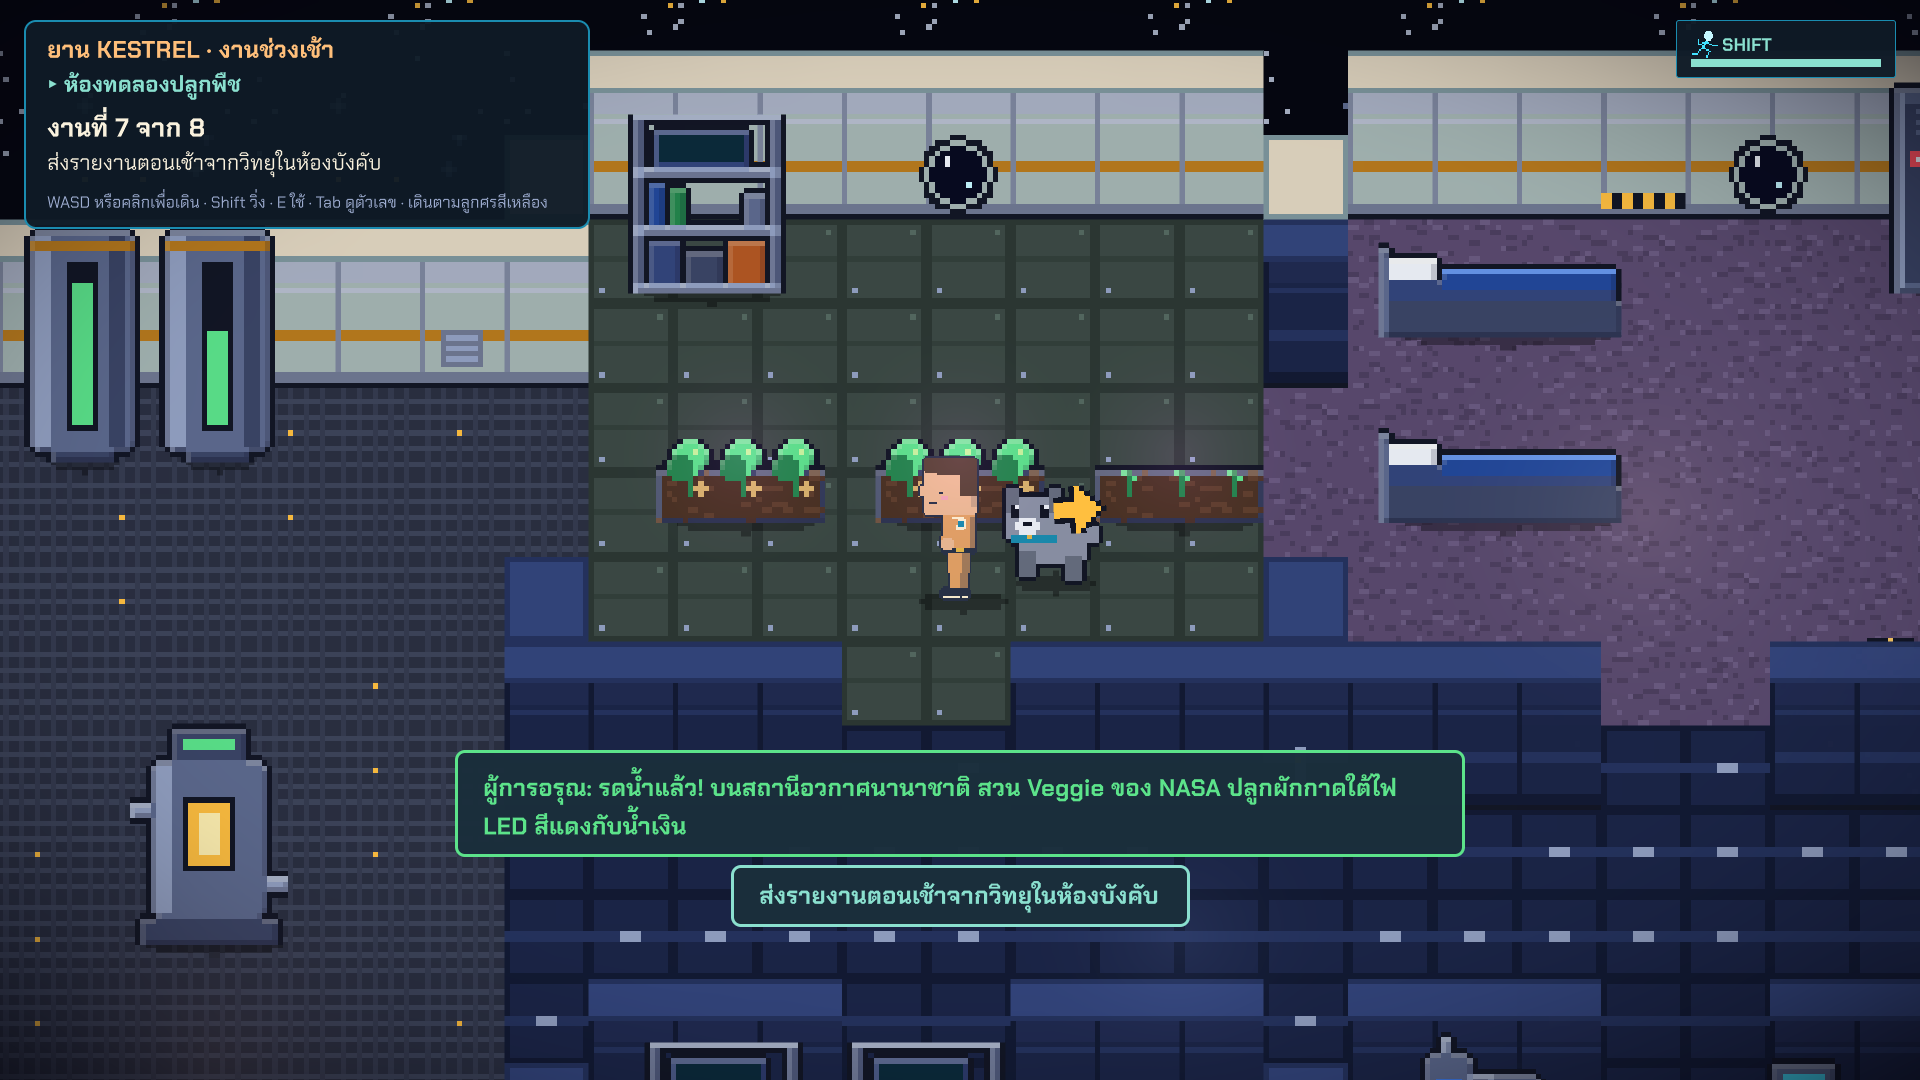 ยาน KESTREL · งานช่วงเช้า
▸ ห้องทดลองปลูกพืช
งานที่ 7 จาก 8
ส่งรายงานตอนเช้าจากวิทยุในห้องบังคับ
WASD หรือคลิกเพื่อเดิน · Shift วิ่ง · E ใช้ · Tab ดูตัวเลข · เดินตามลูกศรสีเหลือง
SHIFT
ผู้การอรุณ: รดน้ำแล้ว! บนสถานีอวกาศนานาชาติ สวน Veggie ของ NASA ปลูกผักกาดใต้ไฟ
LED สีแดงกับน้ำเงิน
ส่งรายงานตอนเช้าจากวิทยุในห้องบังคับ